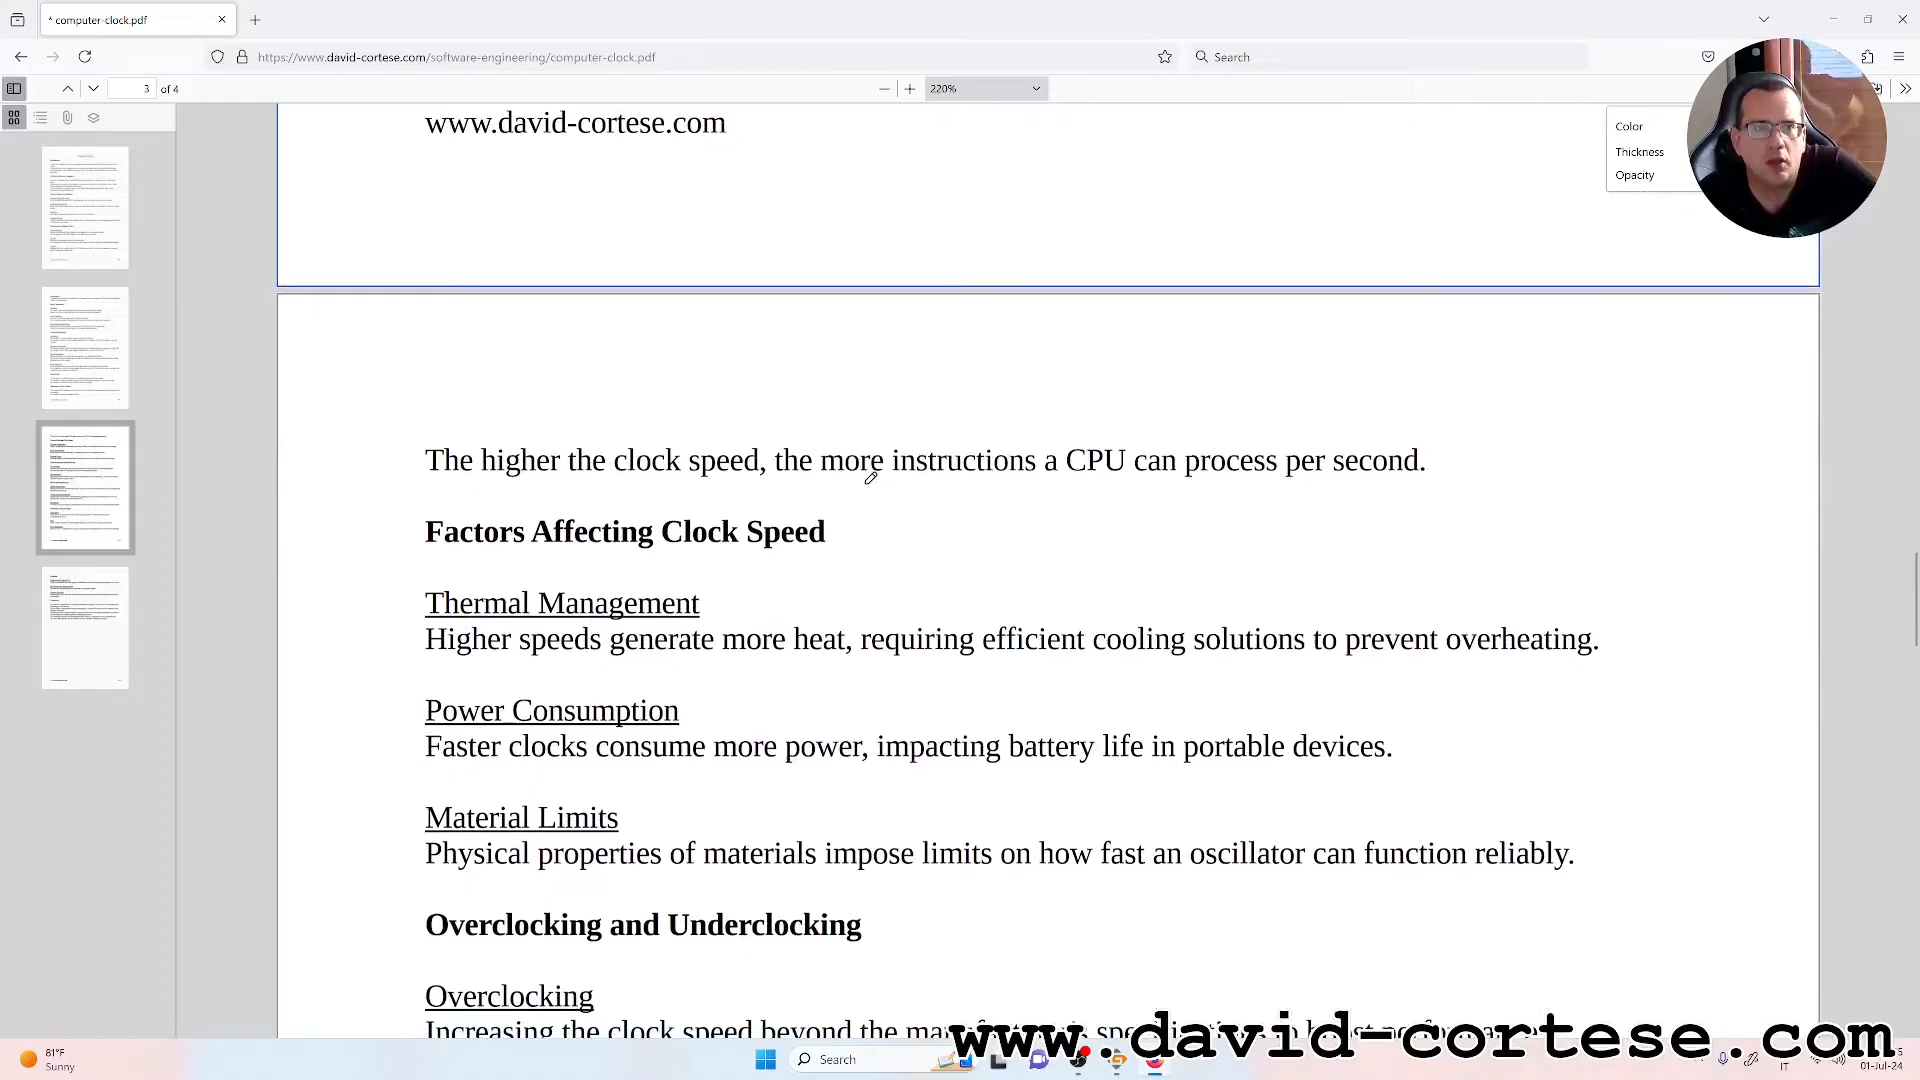 * computer-clock.pdf
https://www.david-cortese.com/software-engineering/computer-clock.pdf
Search
3 of 4
220%
www.david-cortese.com
Color
Thickness
Opacity
The higher the clock speed, the more instructions a CPU can process per second.
Factors Affecting Clock Speed
Thermal Management
Higher speeds generate more heat, requiring efficient cooling solutions to prevent overheating.
Power Consumption
Faster clocks consume more power, impacting battery life in portable devices.
Material Limits
Physical properties of materials impose limits on how fast an oscillator can function reliably.
Overclocking and Underclocking
Overclocking
Increasing the clock speed beyond the
www.david-cortese.com
81°F
Sunny
Search
IT
01-Jul-24